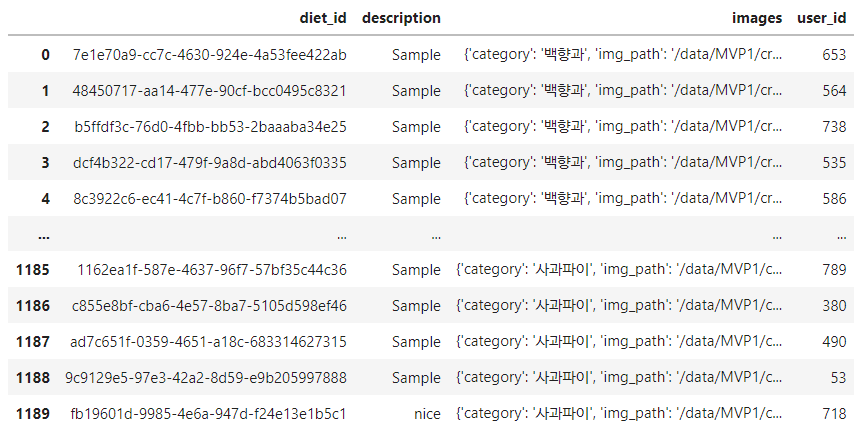 diet_id description images user_id
0 7e1e70a9-cc7c-4630-924e-4a53fee422ab Sample {'category': '백향과', 'img_path': '/data/MVP1/cr... 653
1 48450717-aa14-477e-90cf-bcc0495c8321 Sample {'category': '백향과', 'img_path': '/data/MVP1/cr... 564
2 b5ffdf3c-76d0-4fbb-bb53-2baaaba34e25 Sample {'category': '백향과', 'img_path': '/data/MVP1/cr... 738
3 dcf4b322-cd17-479f-9a8d-abd4063f0335 Sample {'category': '백향과', 'img_path': '/data/MVP1/cr... 535
4 8c3922c6-ec41-4c7f-b860-f7374b5bad07 Sample {'category': '백향과', 'img_path': '/data/MVP1/cr... 586
... ... ... ... ...
1185 1162ea1f-587e-4637-96f7-57bf35c44c36 Sample {'category': '사과파이', 'img_path': '/data/MVP1/c... 789
1186 c855e8bf-cba6-4e57-8ba7-5105d598ef46 Sample {'category': '사과파이', 'img_path': '/data/MVP1/c... 380
1187 ad7c651f-0359-4651-a18c-683314627315 Sample {'category': '사과파이', 'img_path': '/data/MVP1/c... 490
1188 9c9129e5-97e3-42a2-8d59-e9b205997888 Sample {'category': '사과파이', 'img_path': '/data/MVP1/c... 53
1189 fb19601d-9985-4e6a-947d-f24e13e1b5c1 nice {'category': '사과파이', 'img_path': '/data/MVP1/c... 718